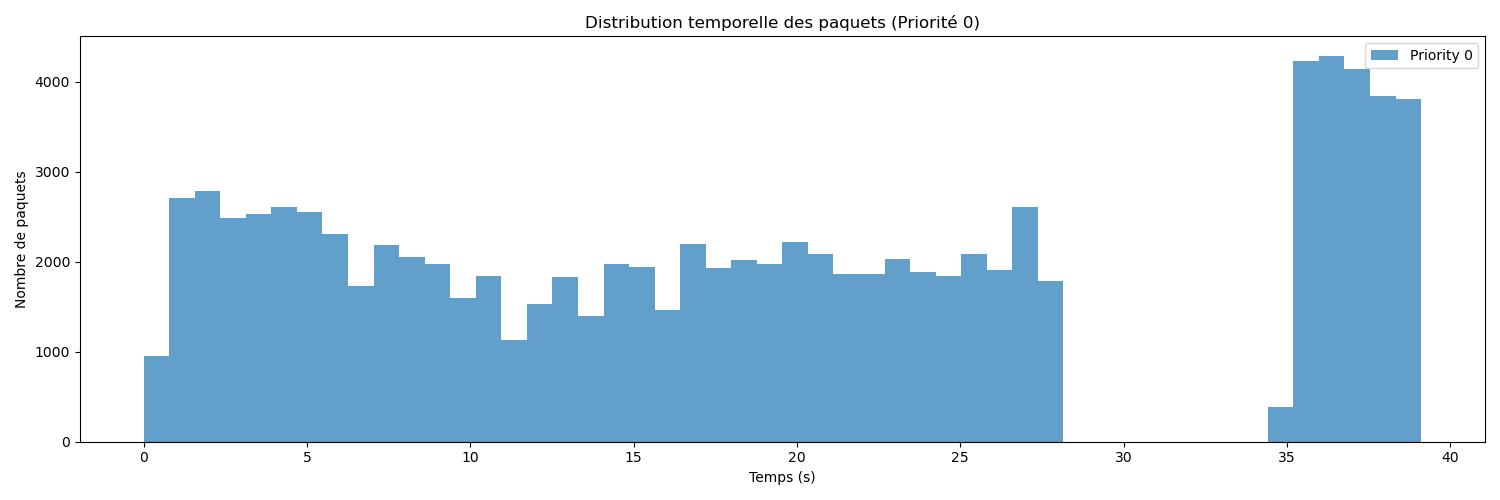 Distribution temporelle des paquets (Priorité 0)
Priority 0
Nombre de paquets
4000
3000
2000
1000
0
0 5 10 15 20 25 30 35 40
Temps (s)